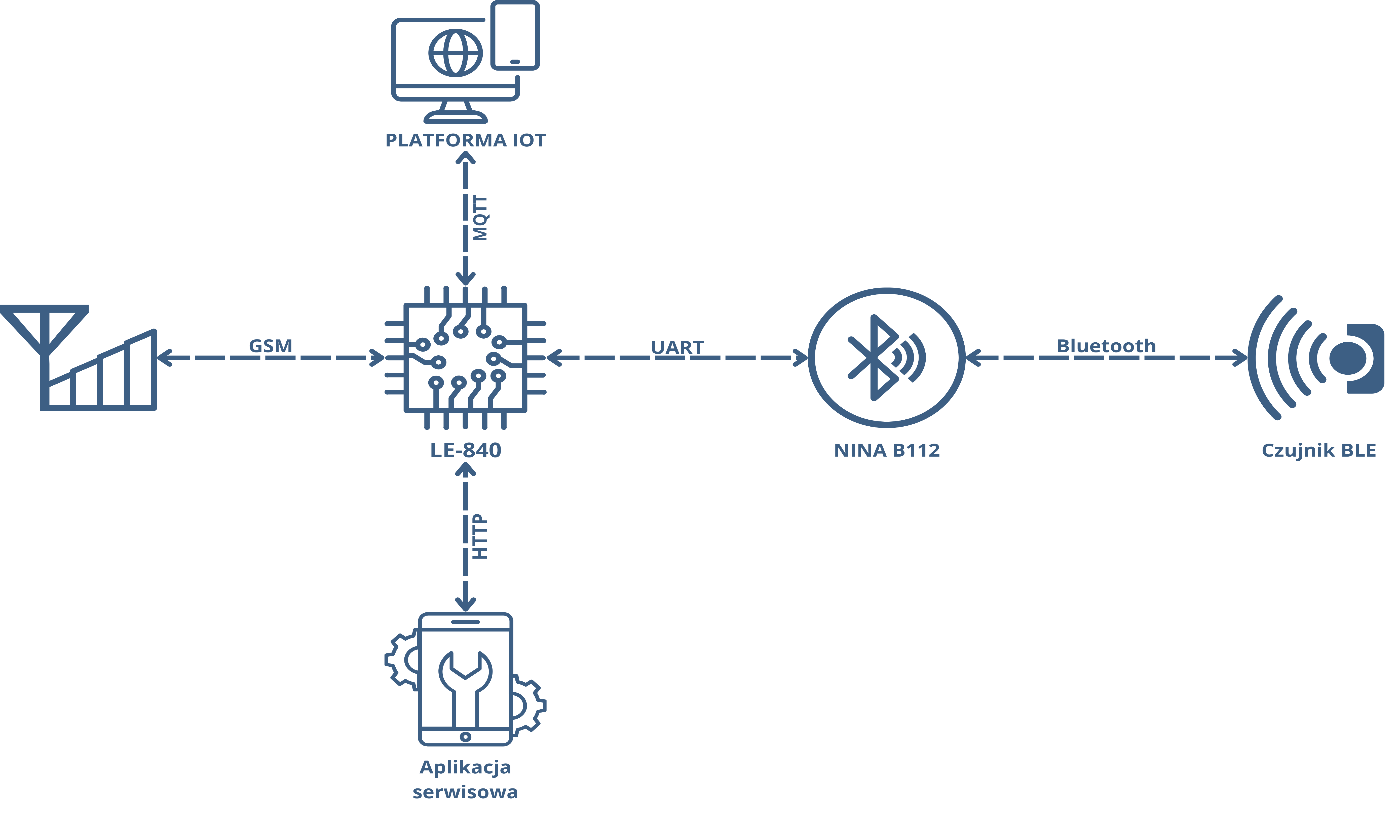 PLATFORMA IOT
MQTT
GSM
UART
Bluetooth
LE-840
NINA B112
Czujnik BLE
HTTP
Aplikacja
serwisowa